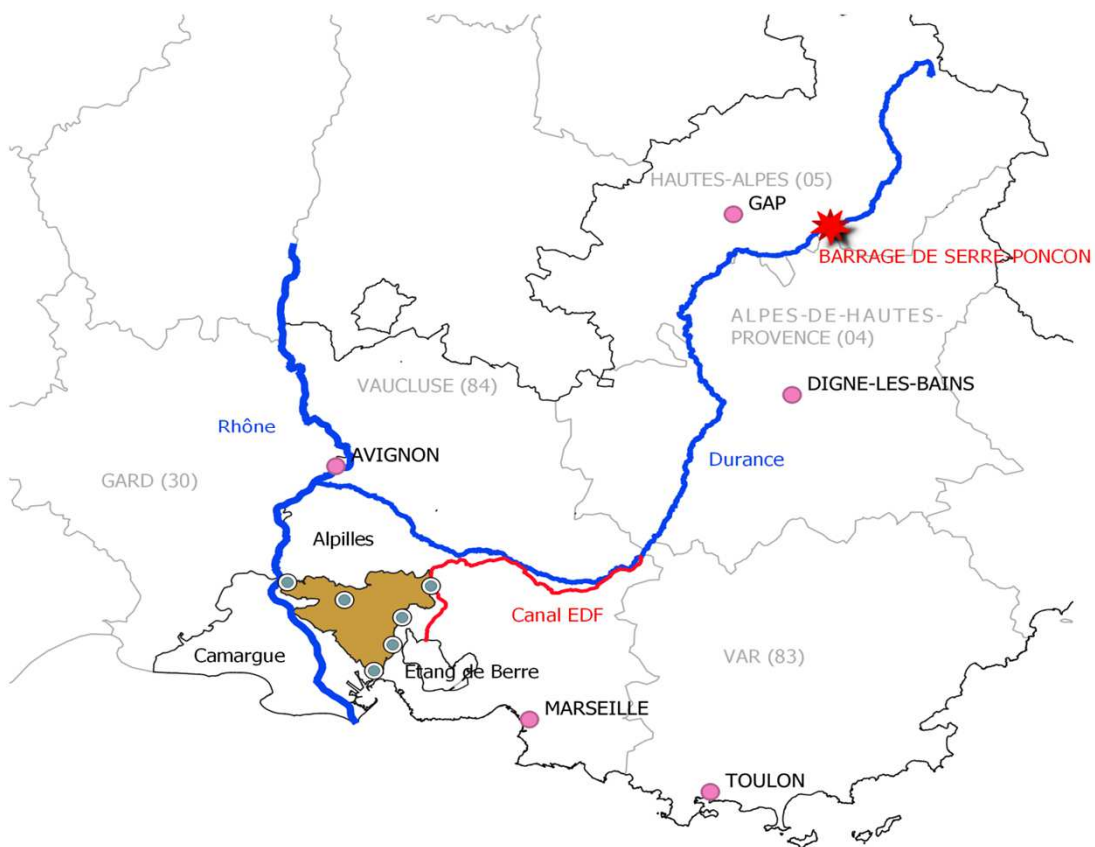 HAUTES-ALPES (05)
GAP
BARRAGE DE SERRE-PONCON
ALPES-DE-HAUTES-
PROVENCE (04)
VAUCLUSE (84)
DIGNE-LES-BAINS
Rhône
AVIGNON
Durance
GARD (30)
Alpilles
Canal EDF
Camargue
Etang de Berre
VAR (83)
MARSEILLE
TOULON